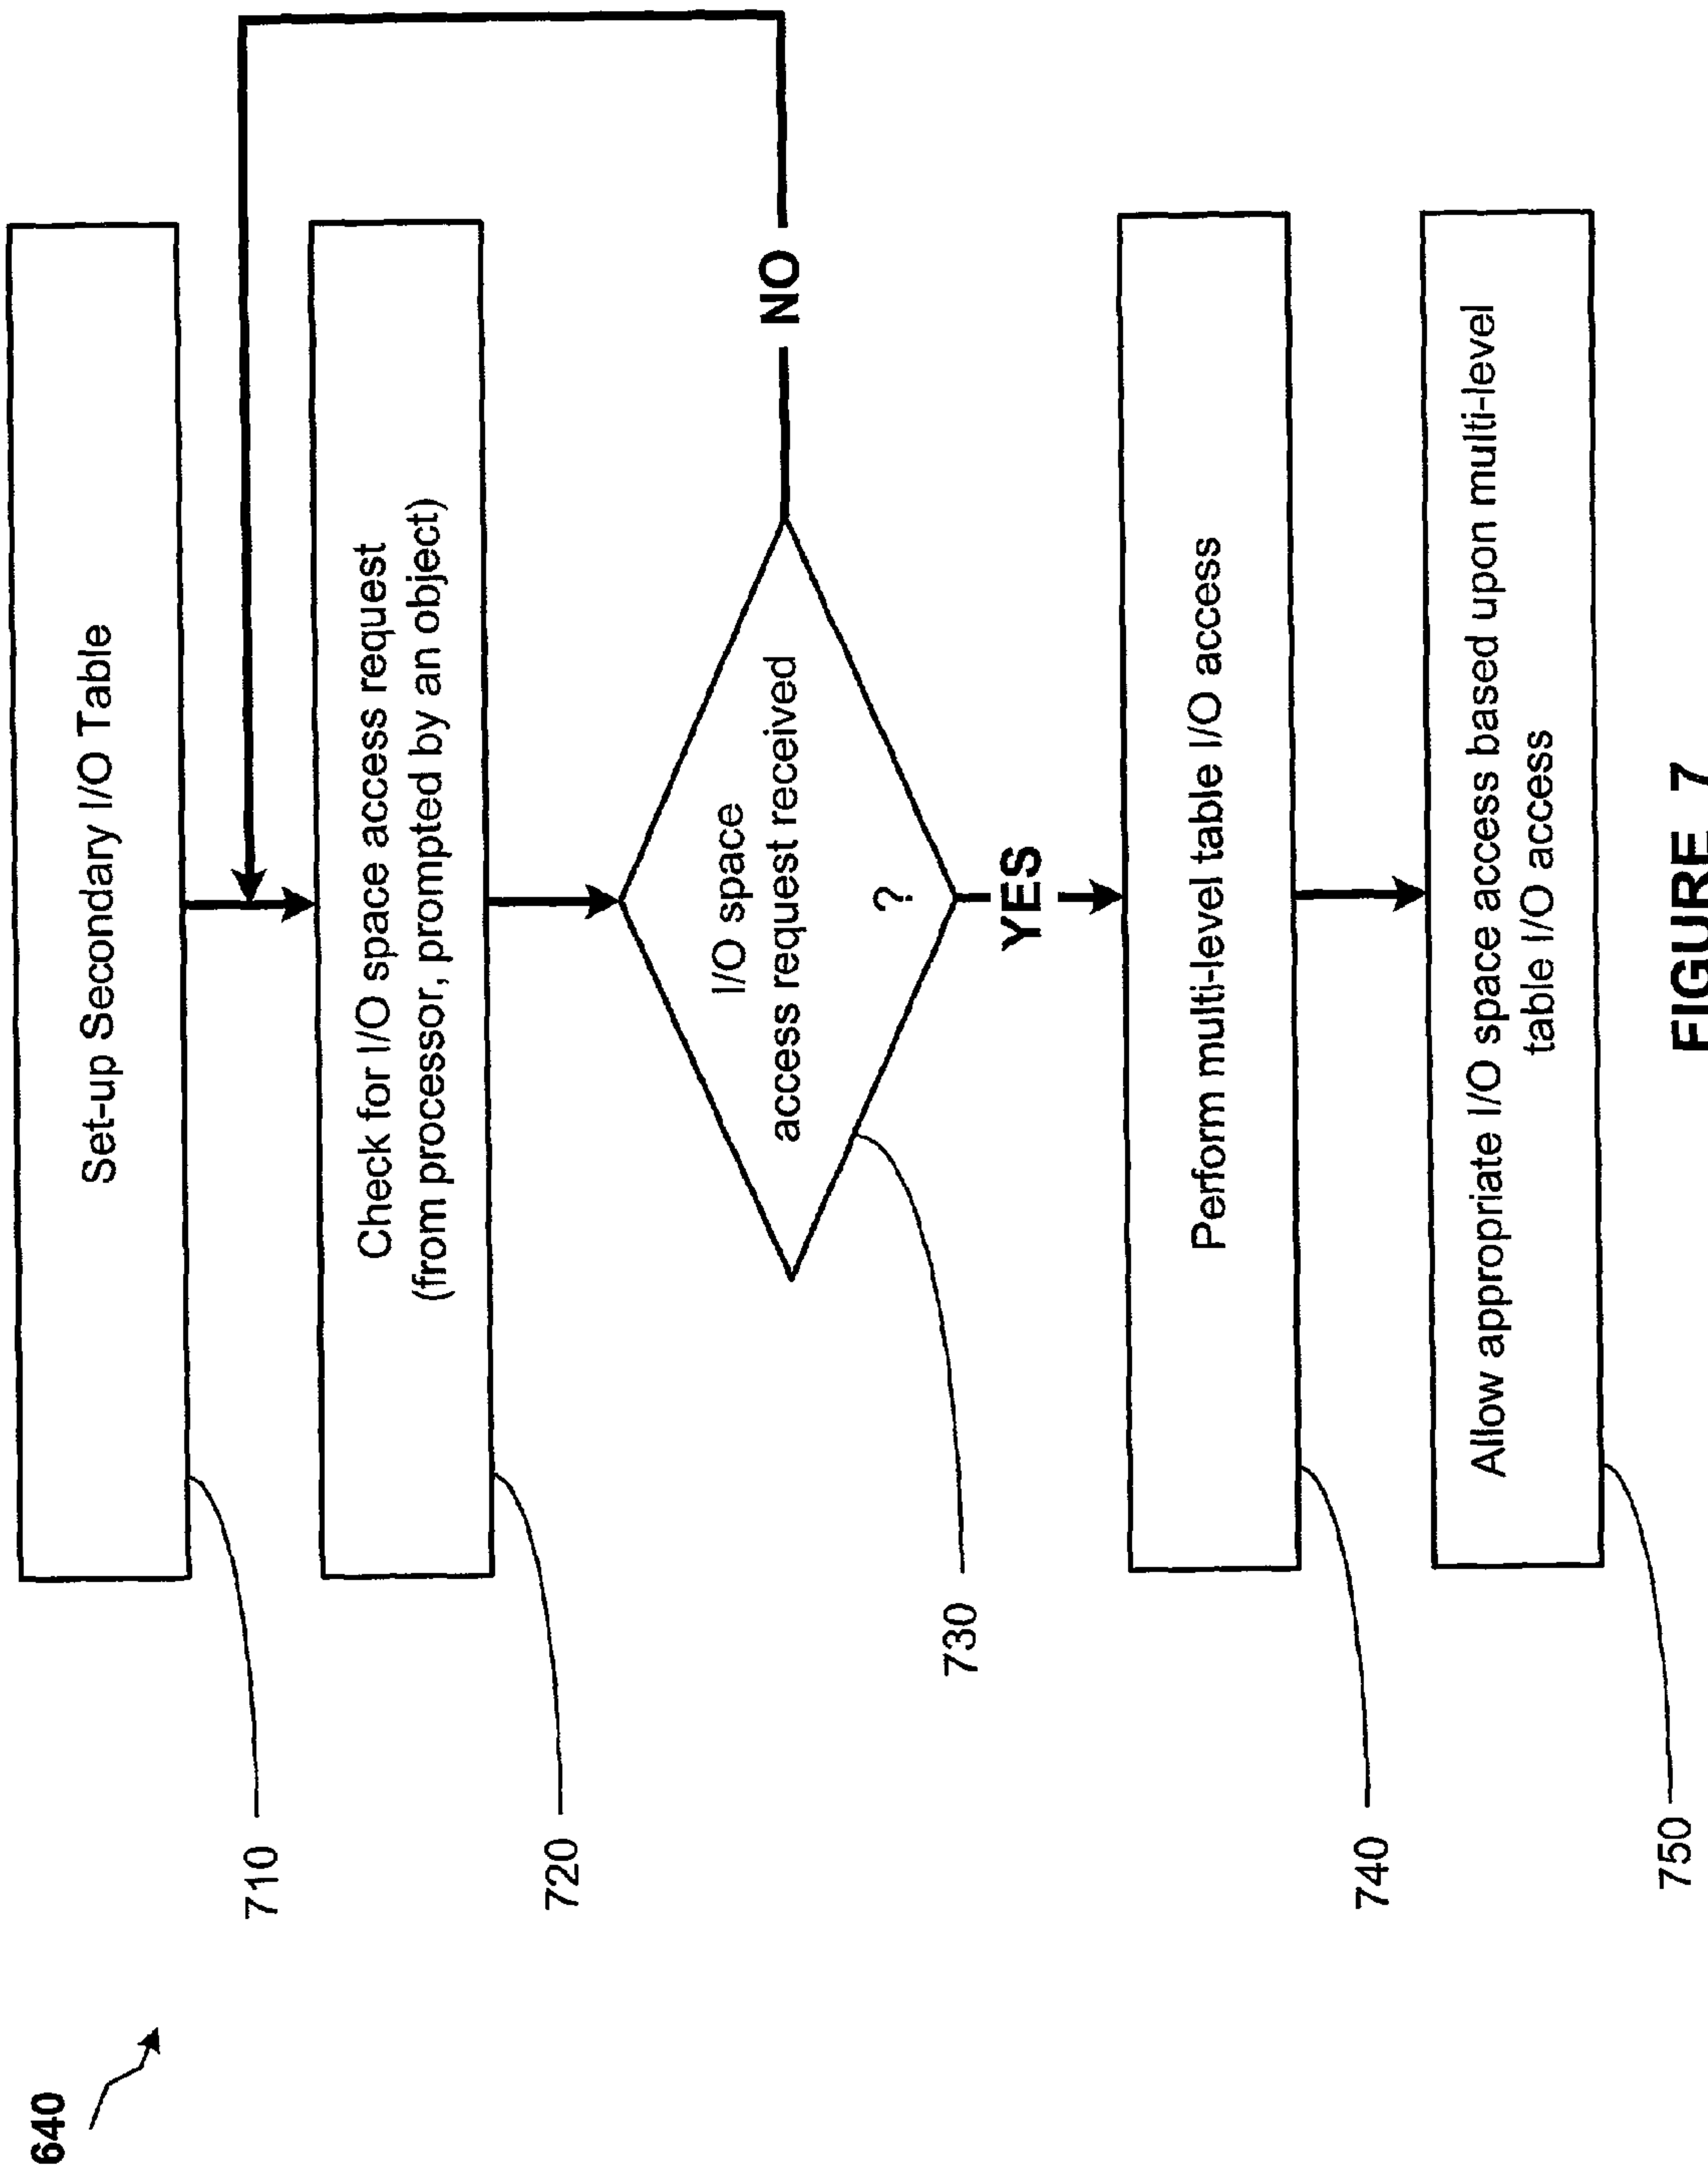 640
710
Set-up Secondary I/O Table
720
Check for I/O space access request
(from processor, prompted by an object)
730
I/O space
access request received
?
NO
YES
740
Perform multi-level table I/O access
750
Allow appropriate I/O space access based upon multi-level
table I/O access
FIGURE 7